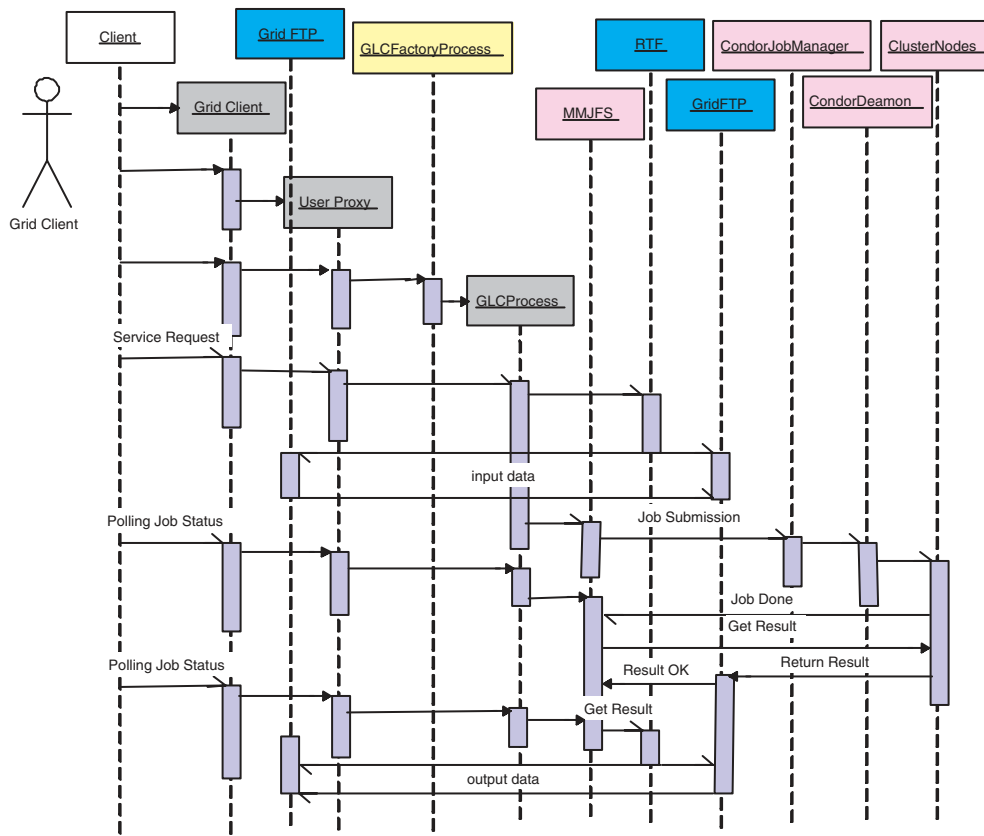 Client
Grid FTP
GLCFactoryProcess
RTF
CondorJobManager
ClusterNodes
Grid Client
MMJFS
GridFTP
CondorDeamon
User Proxy
Grid Client
GLCProcess
Service Request
input data
Polling Job Status
Job Submission
Job Done
Get Result
Polling Job Status
Result OK
Return Result
Get Result
output data